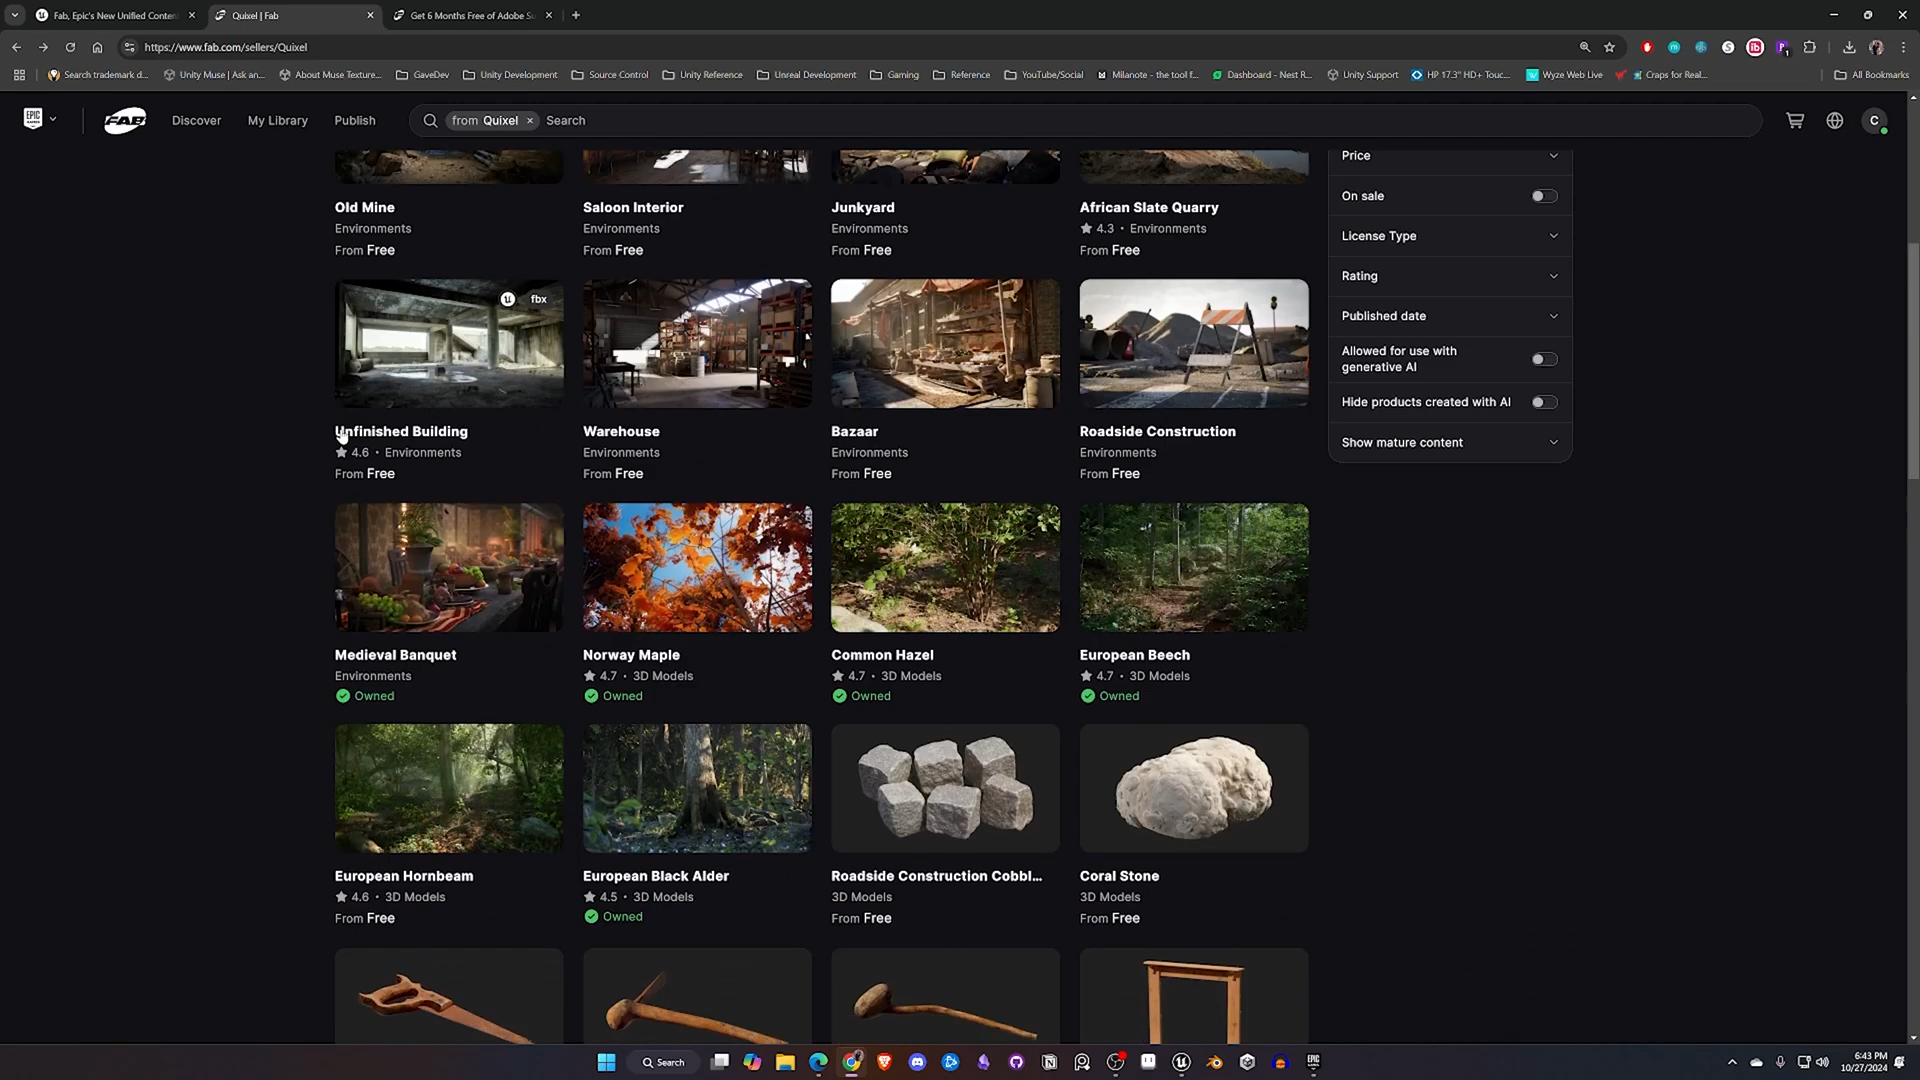 Fab, Epic's New Unified Conten
Quixel | Fab
Get 6 Months Free of Adobe Su
https://www.fab.com/sellers/Quixel
Search trademark d...
Unity Muse | Ask an...
About Muse Texture...
GaveDev
Unity Development
Source Control
Unity Reference
Unreal Development
Gaming
Reference
YouTube/Social
Milanote - the tool f...
Dashboard - Nest R...
Unity Support
HP 17.3" HD+ Touc...
Wyze Web Live
Craps for Real...
All Bookmarks
EPIC GAMES
FAB
Discover
My Library
Publish
from Quixel ×
Search
C
Old Mine
Environments
From Free
Saloon Interior
Environments
From Free
Junkyard
Environments
From Free
African Slate Quarry
4.3 • Environments
From Free
fbx
Unfinished Building
4.6 • Environments
From Free
Warehouse
Environments
From Free
Bazaar
Environments
From Free
Roadside Construction
Environments
From Free
Medieval Banquet
Environments
Owned
Norway Maple
4.7 • 3D Models
Owned
Common Hazel
4.7 • 3D Models
Owned
European Beech
4.7 • 3D Models
Owned
European Hornbeam
4.6 • 3D Models
From Free
European Black Alder
4.5 • 3D Models
Owned
Roadside Construction Cobbl...
3D Models
From Free
Coral Stone
3D Models
From Free
Price
On sale
License Type
Rating
Published date
Allowed for use with
generative AI
Hide products created with AI
Show mature content
Search
EPIC
6:43 PM
10/27/2024